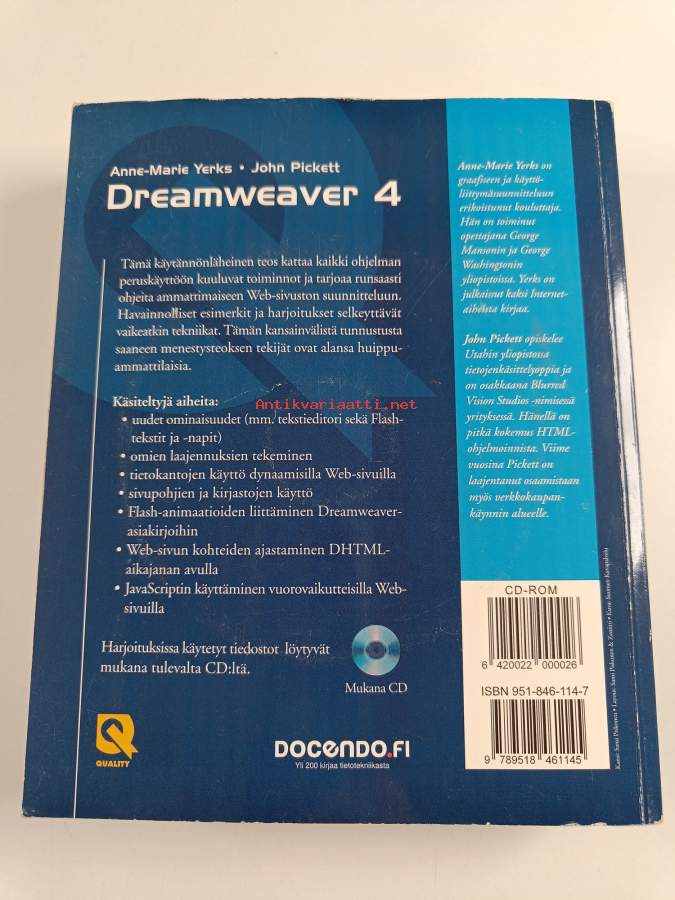 Anne-Marie Yerks • John Pickett
Dreamweaver 4
Tämä käytännönläheinen teos kattaa kaikki ohjelman
peruskäyttöön kuuluvat toiminnot ja tarjoaa runsaasti
ohjeita ammattimaiseen Web-sivuston suunnitteluun.
Havainnolliset esimerkit ja harjoitukset selkeyttävät
vaikeatkin tekniikat. Tämän kansainvälistä tunnustusta
saaneen menestysteoksen tekijät ovat alansa huippu-
ammattilaisia.
Käsiteltyjä aiheita:
• uudet ominaisuudet (mm. tekstieditori sekä Flash-
tekstit ja -napit)
• omien laajennuksien tekeminen
• tietokantojen käyttö dynaamisilla Web-sivuilla
• sivupohjien ja kirjastojen käyttö
• Flash-animaatioiden liittäminen Dreamweaver-
asiakirjoihin
• Web-sivun kohteiden ajastaminen DHTML-
aikajanan avulla
• JavaScriptin käyttäminen vuorovaikutteisilla Web-
sivuilla
Harjoituksissa käytetyt tiedostot löytyvät
mukana tulevalta CD:ltä.
Mukana CD
QUALITY
DOCENDO.FI
Yli 200 kirjaa tietotekniikasta
Anne-Marie Yerks on
graafiseen ja käyttö-
liittymäsuunnitteluun
erikoistunut kouluttaja.
Hän on toiminut
opettajana George
Mansonin ja George
Washingtonin
yliopistoissa. Yerks on
julkaissut kaksi Internet-
aiheista kirjaa.
John Pickett opiskelee
Utahin yliopistossa
tietojenkäsittelyoppia ja
on osakkaana Blurred
Vision Studios -nimisessä
yrityksessä. Hänellä on
pitkä kokemus HTML-
ohjelmoinnista. Viime
vuosina Pickett on
laajentanut osaamistaan
myös verkkokaupan-
käynnin alueelle.
CD-ROM
6 420022 000026
ISBN 951-846-114-7
9 789518 461145
Antikvariaatti.net